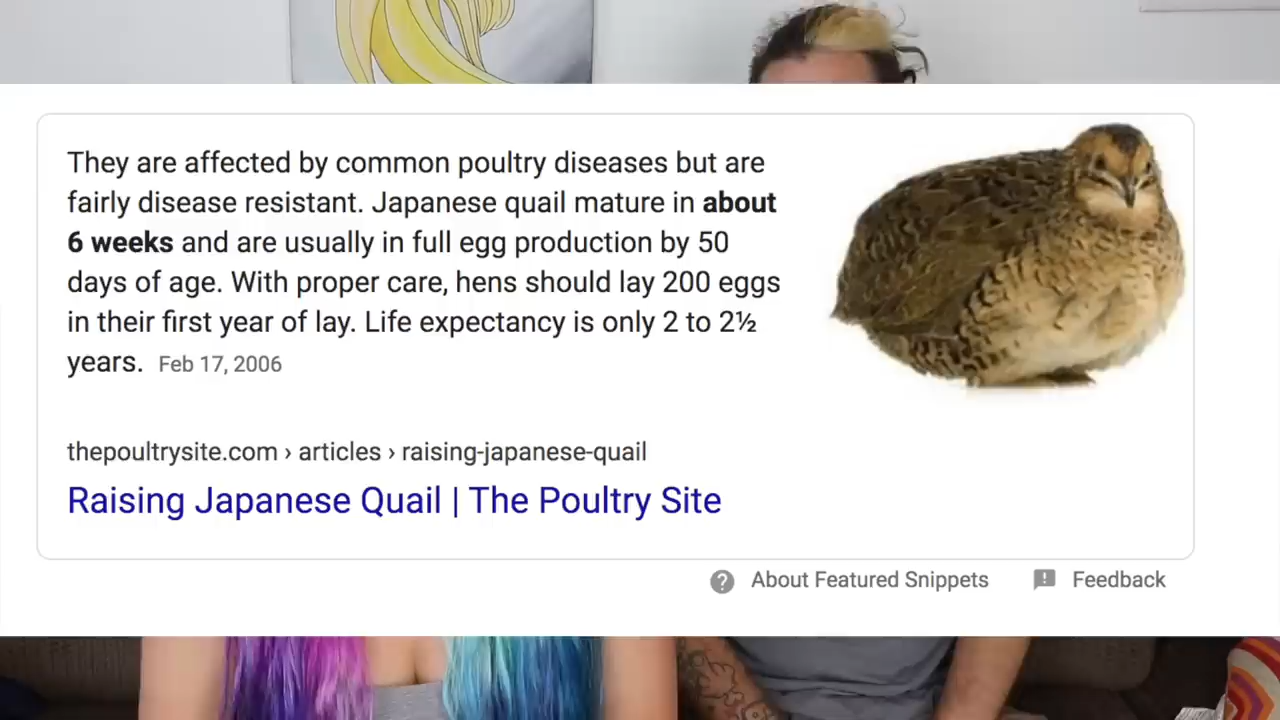 They are affected by common poultry diseases but are
fairly disease resistant. Japanese quail mature in about
6 weeks and are usually in full egg production by 50
days of age. With proper care, hens should lay 200 eggs
in their first year of lay. Life expectancy is only 2 to 2½
years. Feb 17, 2006
thepoultrysite.com › articles › raising-japanese-quail
Raising Japanese Quail | The Poultry Site
About Featured Snippets Feedback